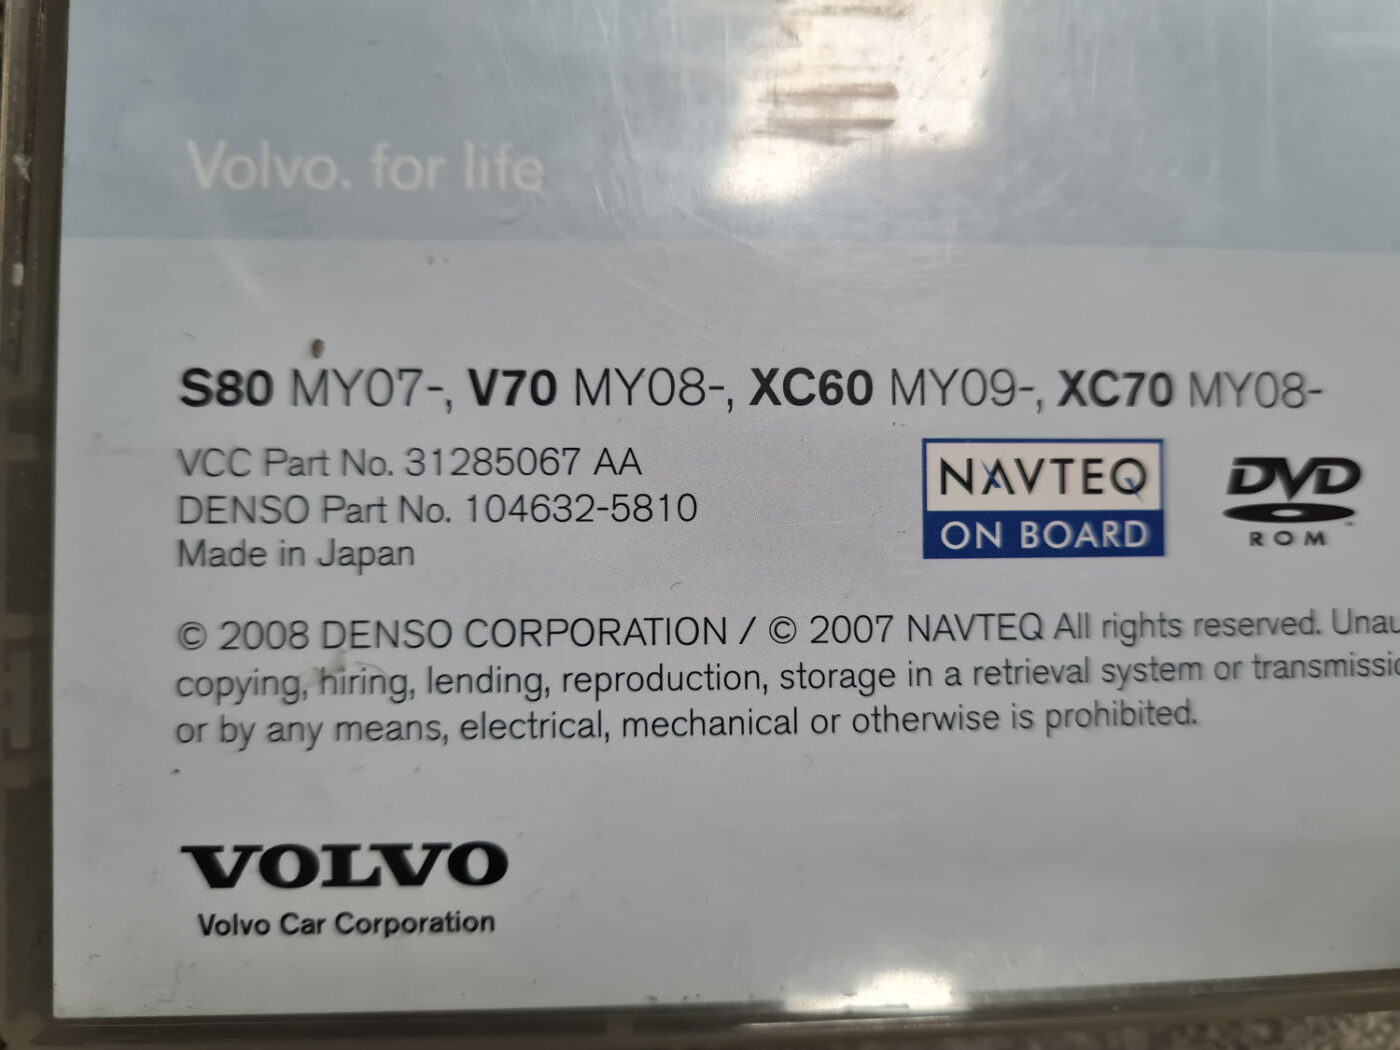 Volvo. for life
S80 MY07-, V70 MY08-, XC60 MY09-, XC70 MY08-
VCC Part No. 31285067 AA
DENSO Part No. 104632-5810
Made in Japan
NAVTEQ
ON BOARD
DVD
ROM
© 2008 DENSO CORPORATION / © 2007 NAVTEQ All rights reserved. Unau
copying, hiring, lending, reproduction, storage in a retrieval system or transmissio
or by any means, electrical, mechanical or otherwise is prohibited.
VOLVO
Volvo Car Corporation